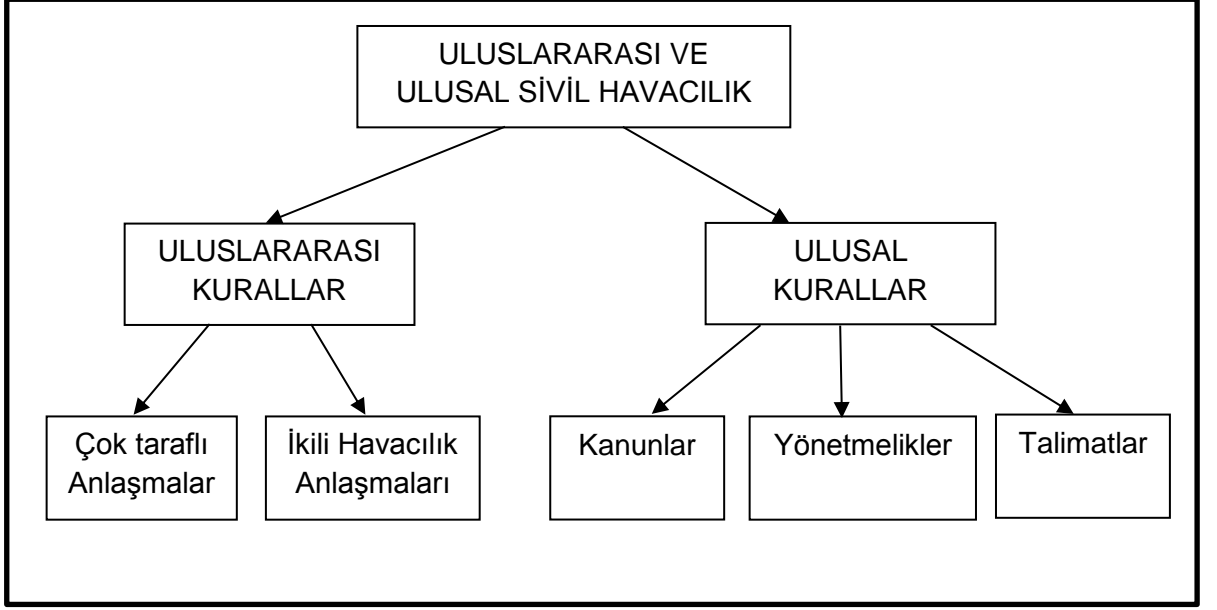 ULUSLARARASI VE
ULUSAL SİVİL HAVACILIK
ULUSLARARASI
KURALLAR
ULUSAL
KURALLAR
Çok taraflı
Anlaşmalar
İkili Havacılık
Anlaşmaları
Kanunlar
Yönetmelikler
Talimatlar